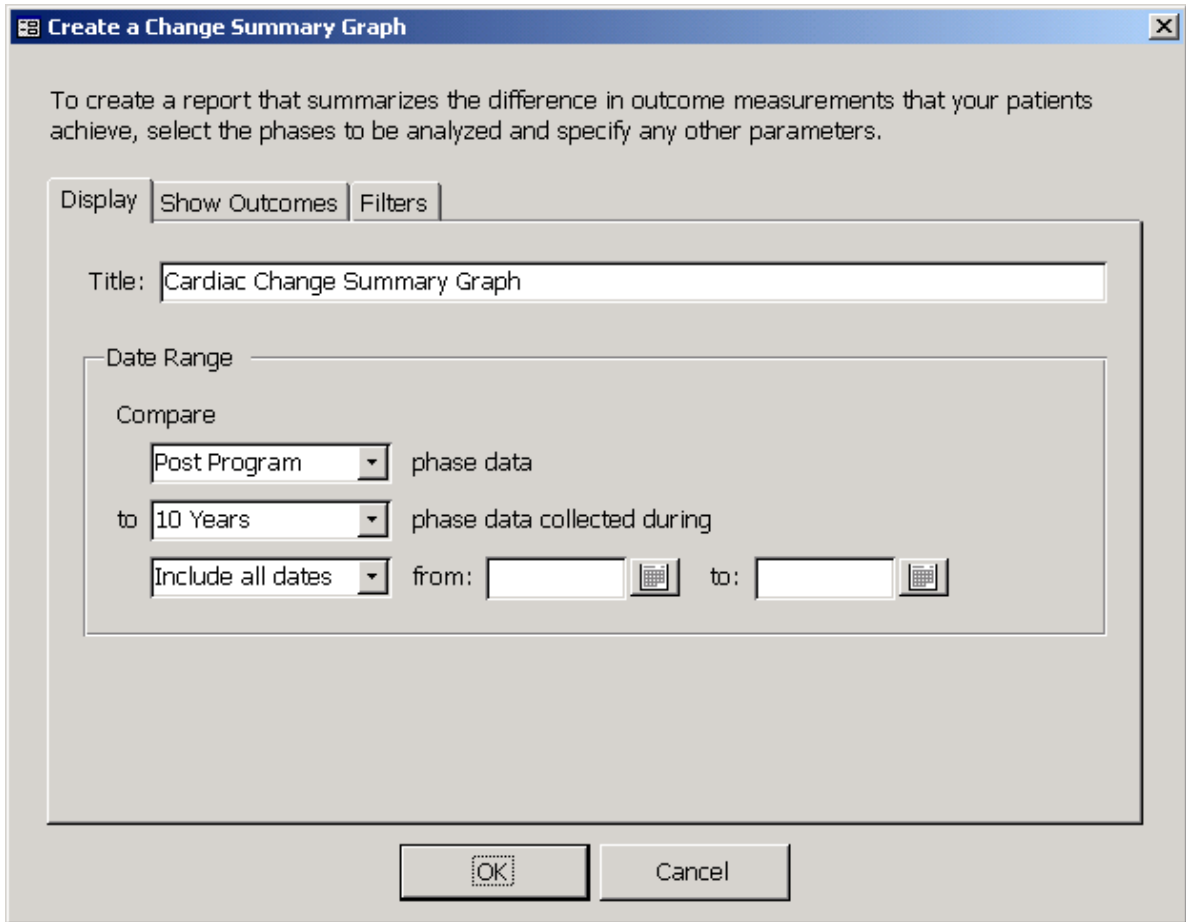 Create a Change Summary Graph
To create a report that summarizes the difference in outcome measurements that your patients
achieve, select the phases to be analyzed and specify any other parameters.
Display Show Outcomes Filters
Title: Cardiac Change Summary Graph
Date Range
Compare
Post Program phase data
to 10 Years phase data collected during
Include all dates from: to:
OK Cancel